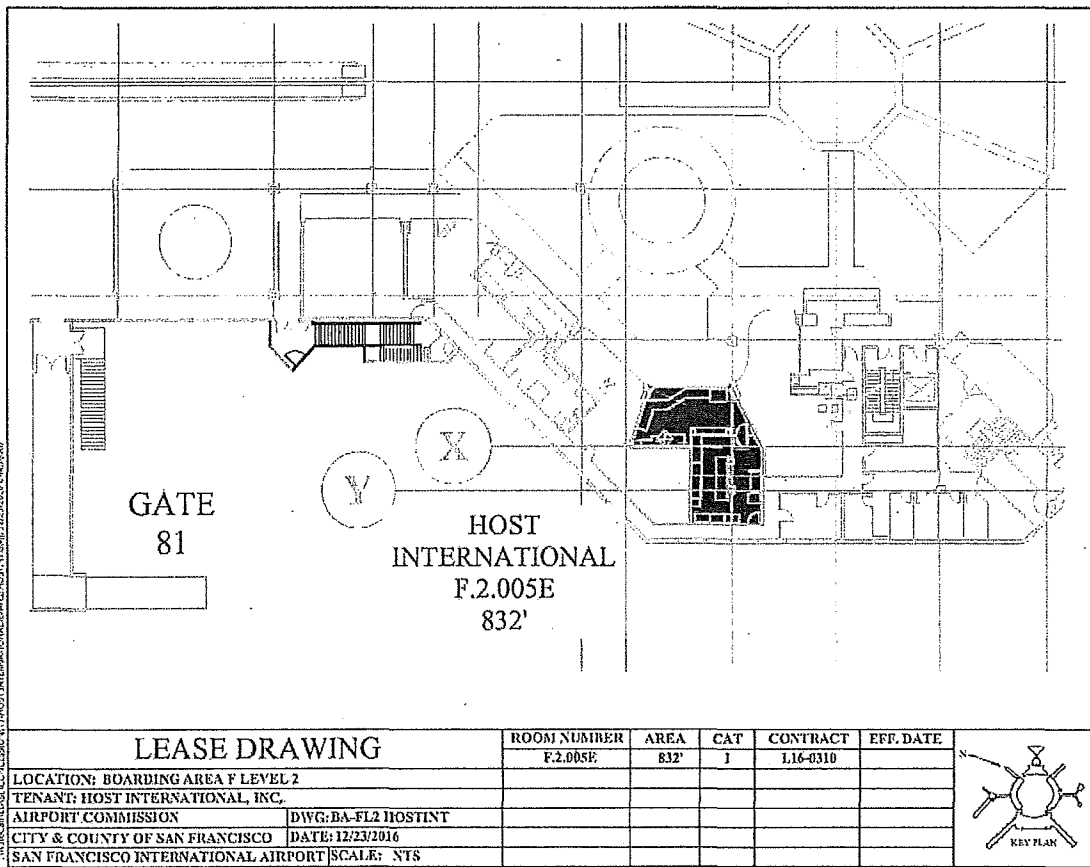 X
Y
GATE
81
HOST
INTERNATIONAL
F.2.005E
832'
LEASE DRAWING
ROOM NUMBER AREA CAT CONTRACT EFF. DATE
F.2.005E 832' 1 L16-0310
LOCATION: BOARDING AREA F LEVEL 2
TENANT: HOST INTERNATIONAL, INC.
AIRPORT COMMISSION DWG: BA-FL2 HOSTINT
CITY & COUNTY OF SAN FRANCISCO DATE: 12/23/2016
SAN FRANCISCO INTERNATIONAL AIRPORT SCALE: NTS
N
KEY PLAN